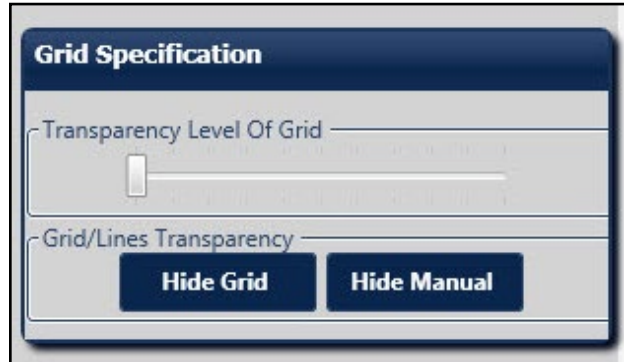 Grid Specification
Transparency Level Of Grid
Grid/Lines Transparency
Hide Grid
Hide Manual